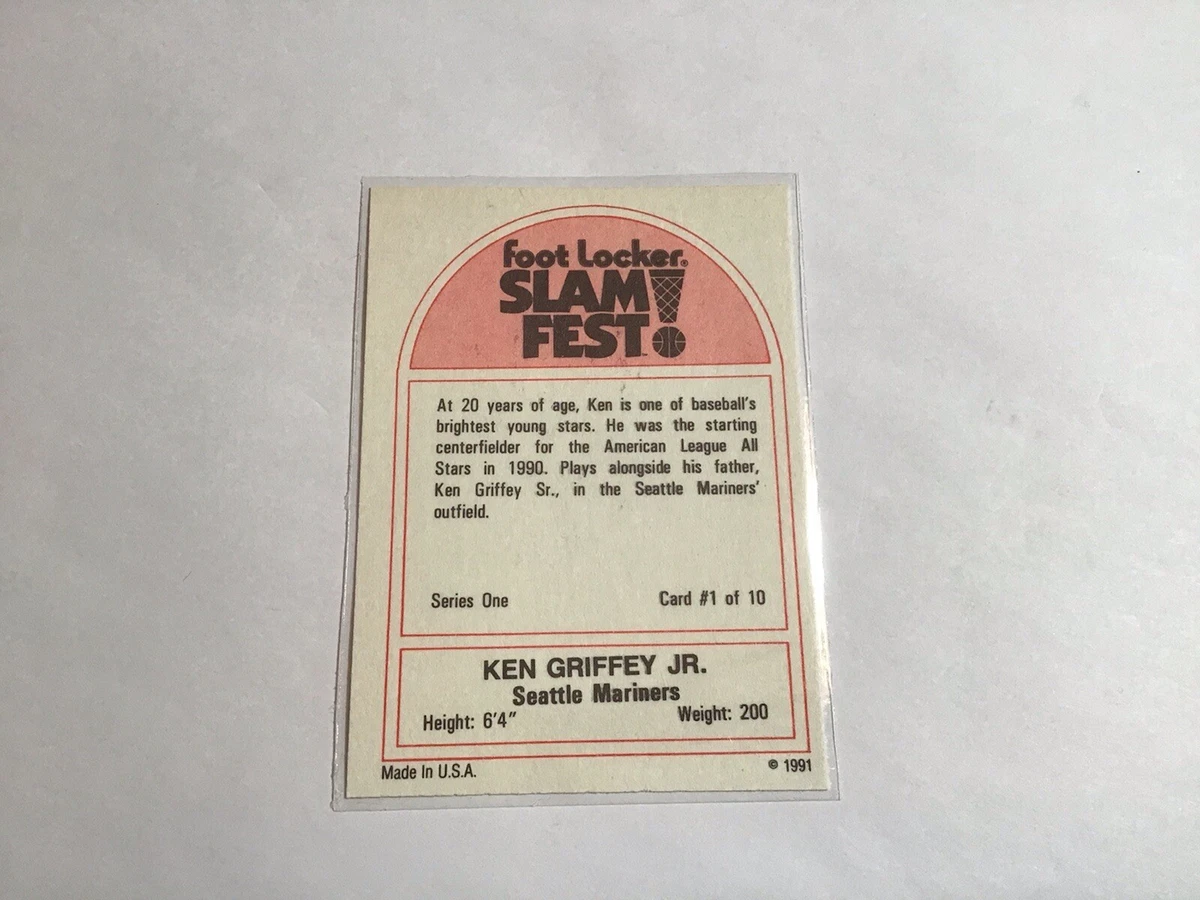 foot Locker®
SLAM!
FEST
At 20 years of age, Ken is one of baseball's
brightest young stars. He was the starting
centerfielder for the American League All
Stars in 1990. Plays alongside his father,
Ken Griffey Sr., in the Seattle Mariners'
outfield.
Series One Card #1 of 10
KEN GRIFFEY JR.
Seattle Mariners
Height: 6'4" Weight: 200
Made In U.S.A. © 1991